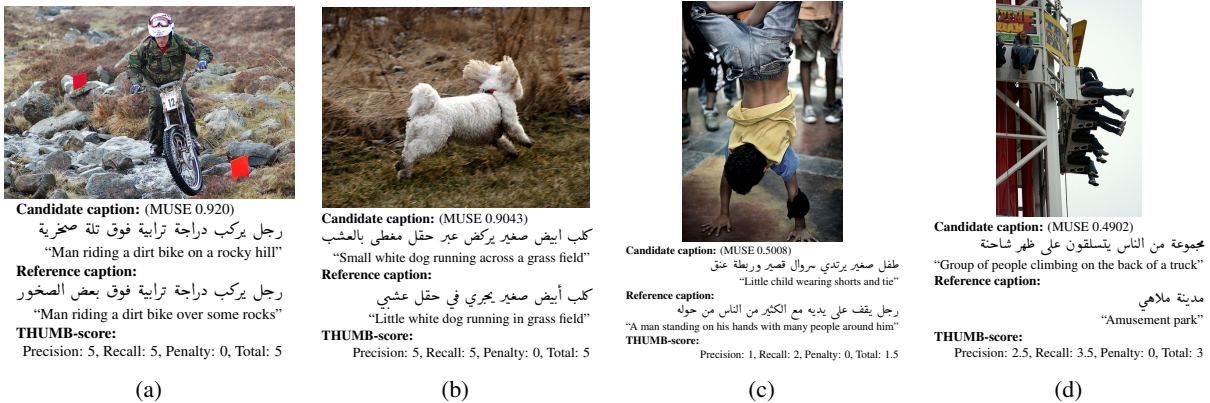 12
Candidate caption: (MUSE 0.920)
رجل يركب دراجة ترابية فوق تلة صخرية
“Man riding a dirt bike on a rocky hill”
Reference caption:
رجل يركب دراجة ترابية فوق بعض الصخور
“Man riding a dirt bike over some rocks”
THUMB-score:
Precision: 5, Recall: 5, Penalty: 0, Total: 5
(a)
Candidate caption: (MUSE 0.9043)
كلب ابيض صغير يركض عبر حقل مغطى بالعشب
“Small white dog running across a grass field”
Reference caption:
كلب أبيض صغير يجري في حقل عشبي
“Little white dog running in grass field”
THUMB-score:
Precision: 5, Recall: 5, Penalty: 0, Total: 5
(b)
Candidate caption: (MUSE 0.5008)
طفل صغير يرتدي سروال قصير وربطة عنق
“Little child wearing shorts and tie”
Reference caption:
رجل يقف على يديه مع الكثير من الناس من حوله
“A man standing on his hands with many people around him”
THUMB-score:
Precision: 1, Recall: 2, Penalty: 0, Total: 1.5
(c)
Candidate caption: (MUSE 0.4902)
مجموعة من الناس يتسلقون على ظهر شاحنة
“Group of people climbing on the back of a truck”
Reference caption:
مدينة ملاهي
“Amusement park”
THUMB-score:
Precision: 2.5, Recall: 3.5, Penalty: 0, Total: 3
(d)